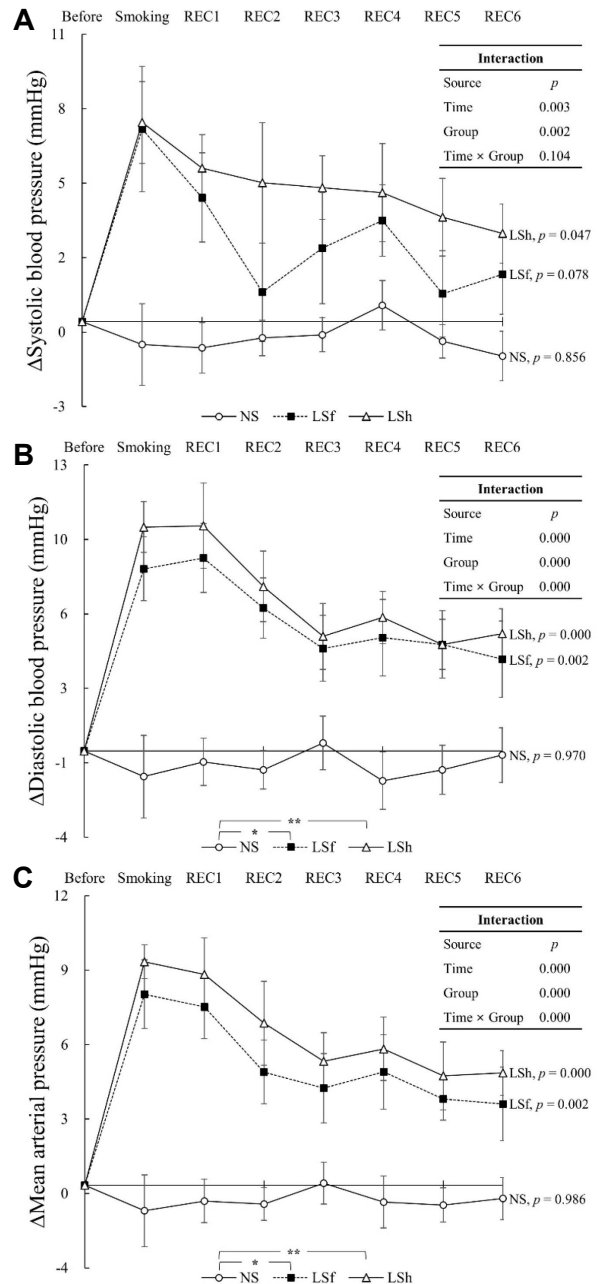 A
Before Smoking REC1 REC2 REC3 REC4 REC5 REC6
11
8
5
2
0
-3
ΔSystolic blood pressure (mmHg)
Interaction
Source p
Time 0.003
Group 0.002
Time × Group 0.104
LSh, p = 0.047
LSf, p = 0.078
NS, p = 0.856
NS LSf LSh
B
Before Smoking REC1 REC2 REC3 REC4 REC5 REC6
13
10
6
3
-1
-4
ΔDiastolic blood pressure (mmHg)
Interaction
Source p
Time 0.000
Group 0.000
Time × Group 0.000
LSh, p = 0.000
LSf, p = 0.002
NS, p = 0.970
**
*
NS LSf LSh
C
Before Smoking REC1 REC2 REC3 REC4 REC5 REC6
12
9
6
3
0
-4
ΔMean arterial pressure (mmHg)
Interaction
Source p
Time 0.000
Group 0.000
Time × Group 0.000
LSh, p = 0.000
LSf, p = 0.002
NS, p = 0.986
**
*
NS LSf LSh